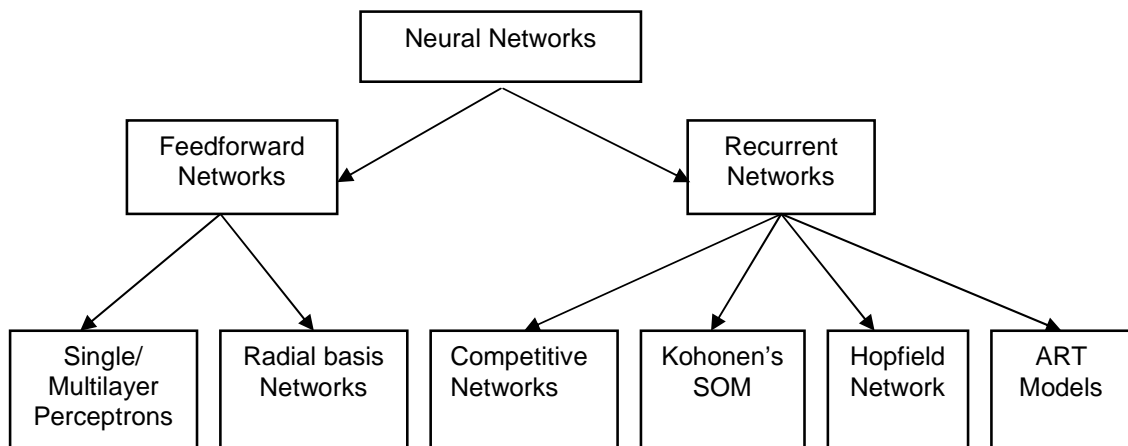 Neural Networks
Feedforward
Networks
Recurrent
Networks
Single/
Multilayer
Perceptrons
Radial basis
Networks
Competitive
Networks
Kohonen's
SOM
Hopfield
Network
ART
Models